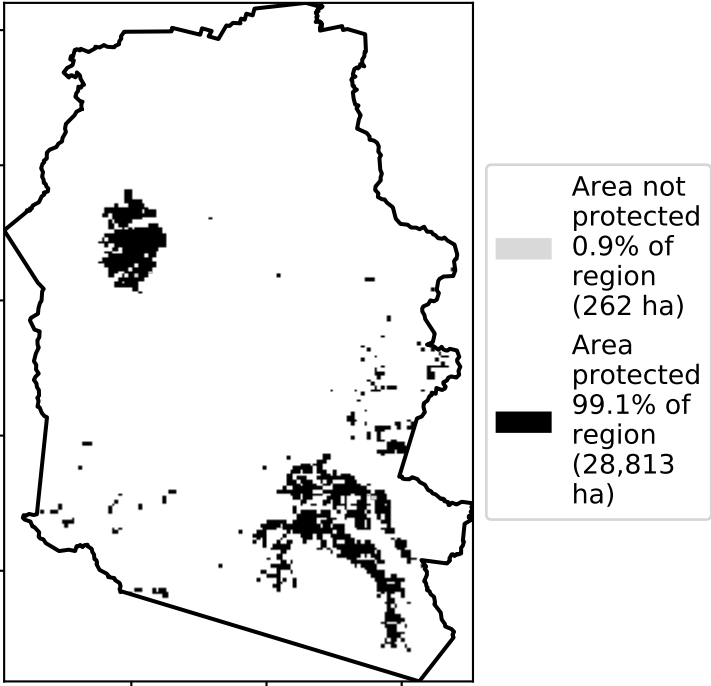 Area not
protected
0.9% of
region
(262 ha)
Area
protected
99.1% of
region
(28,813
ha)